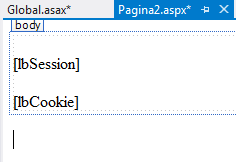 Global.asax* Pagina2.aspx*
body
[lbSession]
[lbCookie]